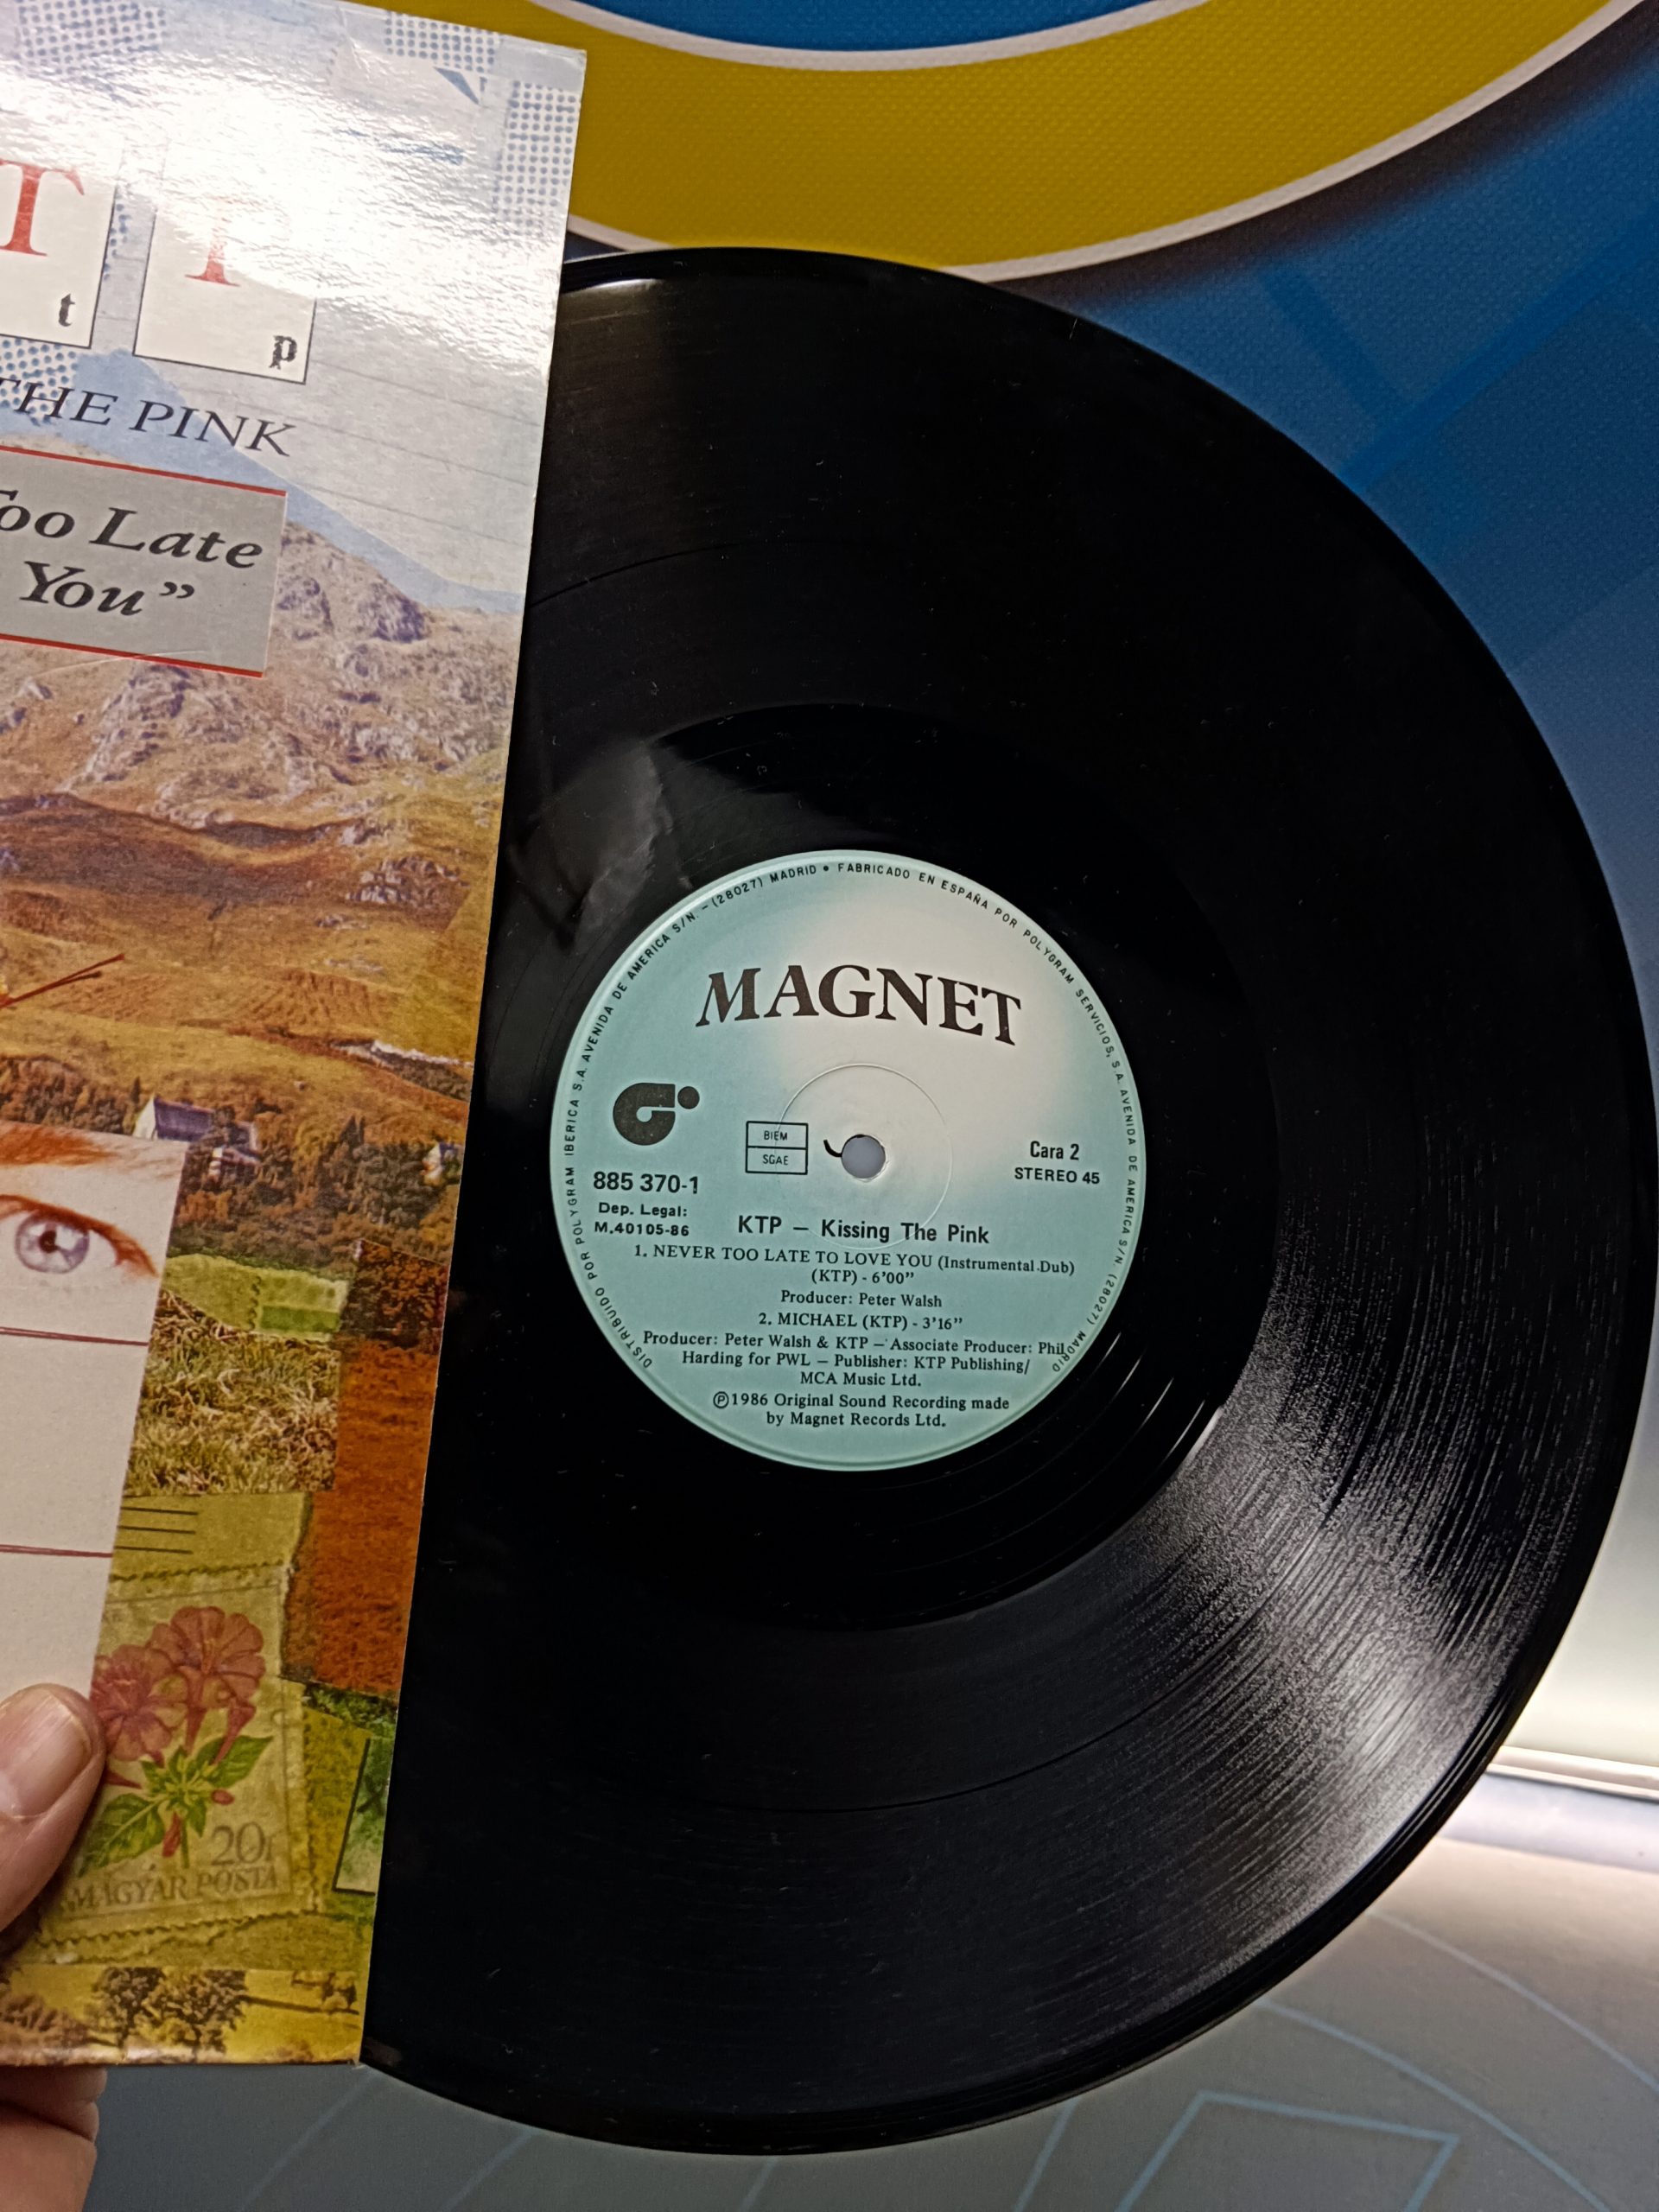 T T
t p
THE PINK
Too Late
You”
20f
MAGYAR POSTA
DISTRIBUIDO POR POLYGRAM IBERICA S.A. AVENIDA DE AMERICA S/N. - (28027) MADRID • FABRICADO EN ESPAÑA POR POLYGRAM SERVICIOS, S.A. AVENIDA DE AMERICA S/N (28027) MADRID
MAGNET
BIEM
SGAE
Cara 2
STEREO 45
885 370-1
Dep. Legal:
M.40105-86
KTP — Kissing The Pink
1. NEVER TOO LATE TO LOVE YOU (Instrumental Dub)
(KTP) - 6'00”
Producer: Peter Walsh
2. MICHAEL (KTP) - 3'16”
Producer: Peter Walsh & KTP — Associate Producer: Phil
Harding for PWL — Publisher: KTP Publishing/
MCA Music Ltd.
Ⓟ1986 Original Sound Recording made
by Magnet Records Ltd.